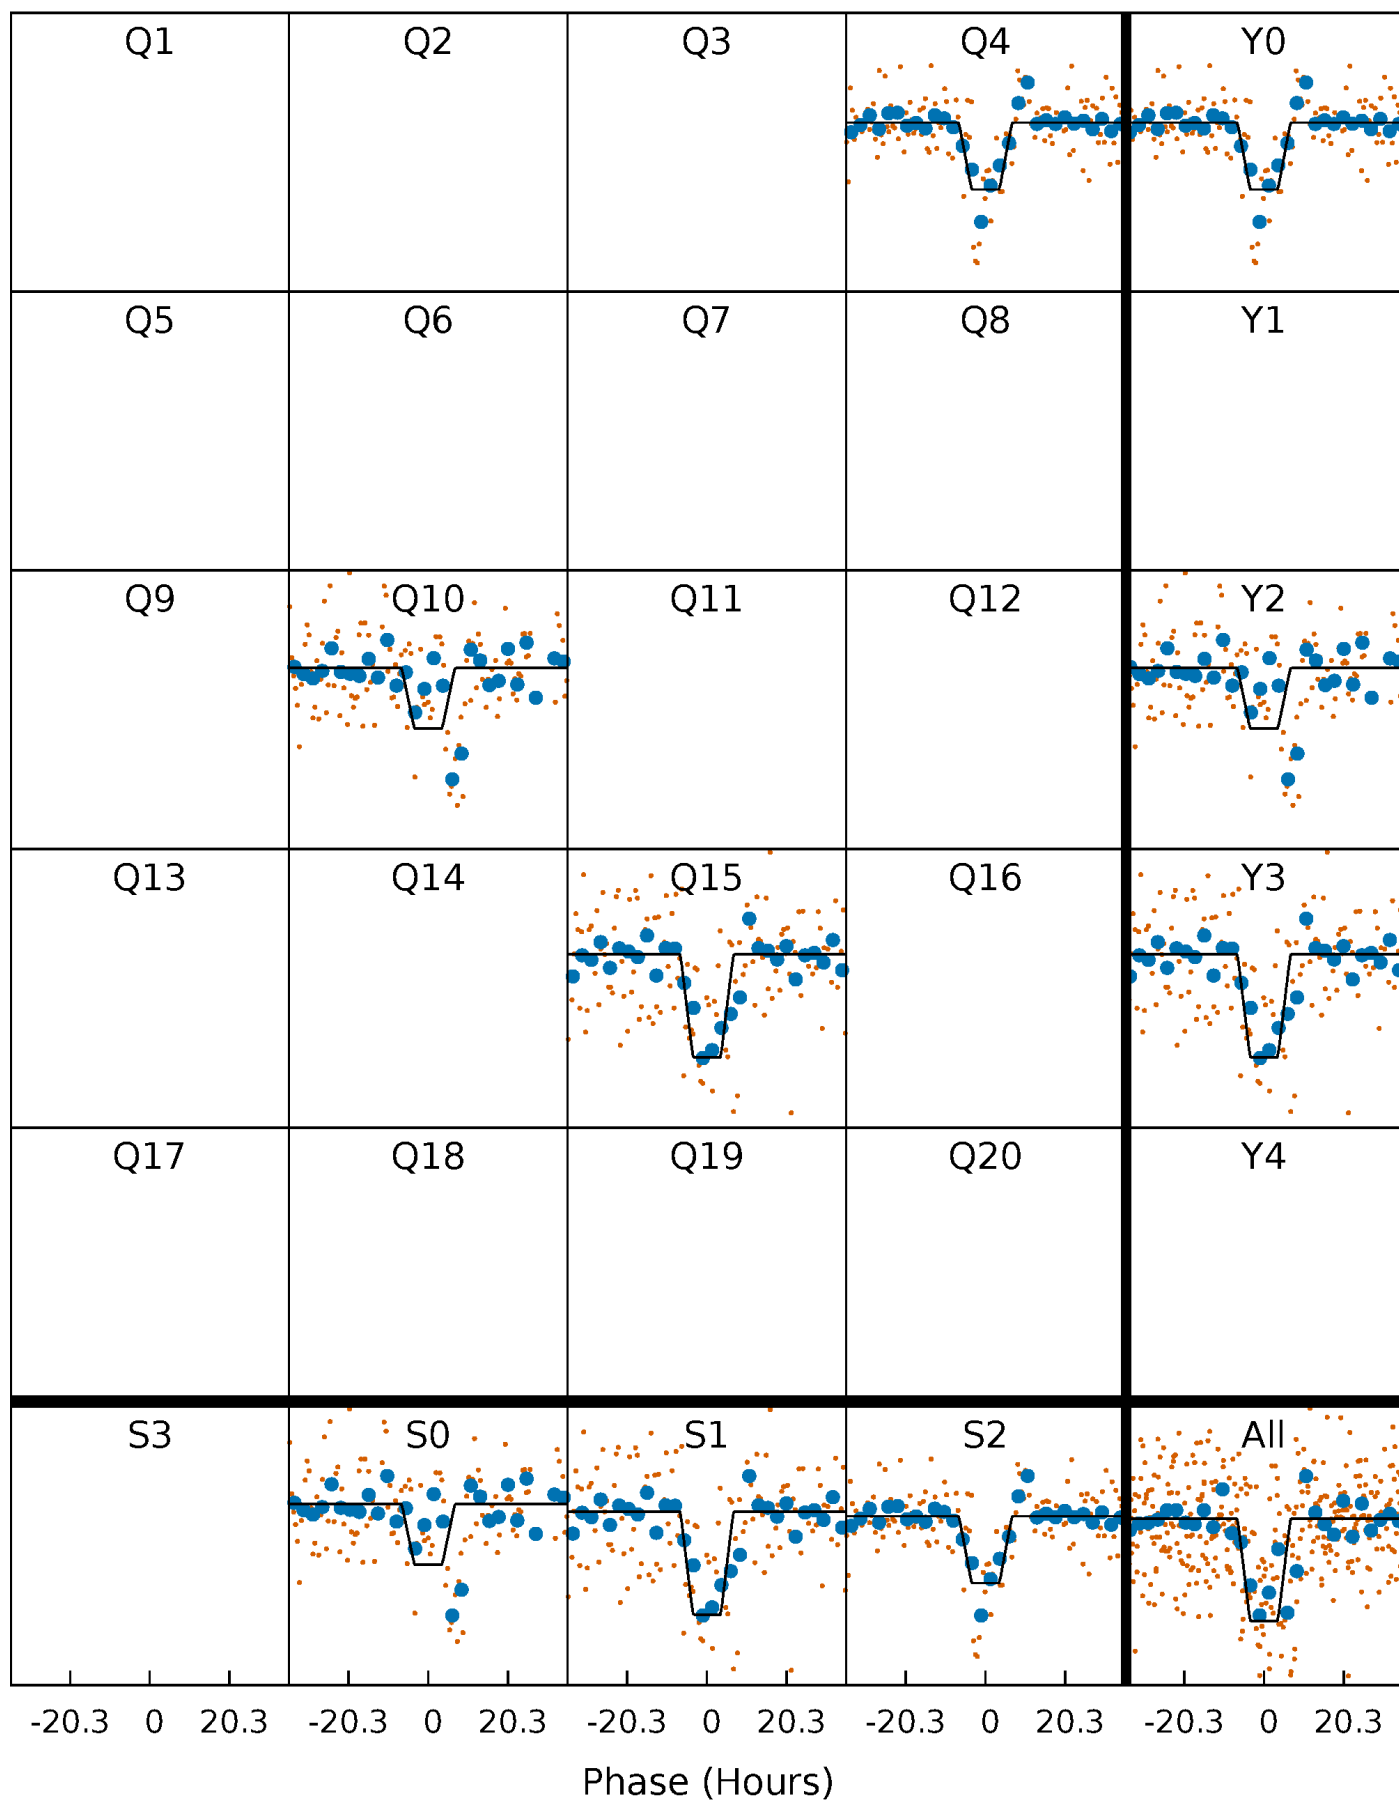 Q1 Q2 Q3 Q4 Y0
Q5 Q6 Q7 Q8 Y1
Q9 Q10 Q11 Q12 Y2
Q13 Q14 Q15 Q16 Y3
Q17 Q18 Q19 Q20 Y4
S3 S0 S1 S2 All
-20.3 0 20.3 -20.3 0 20.3 -20.3 0 20.3 -20.3 0 20.3 -20.3 0 20.3
Phase (Hours)